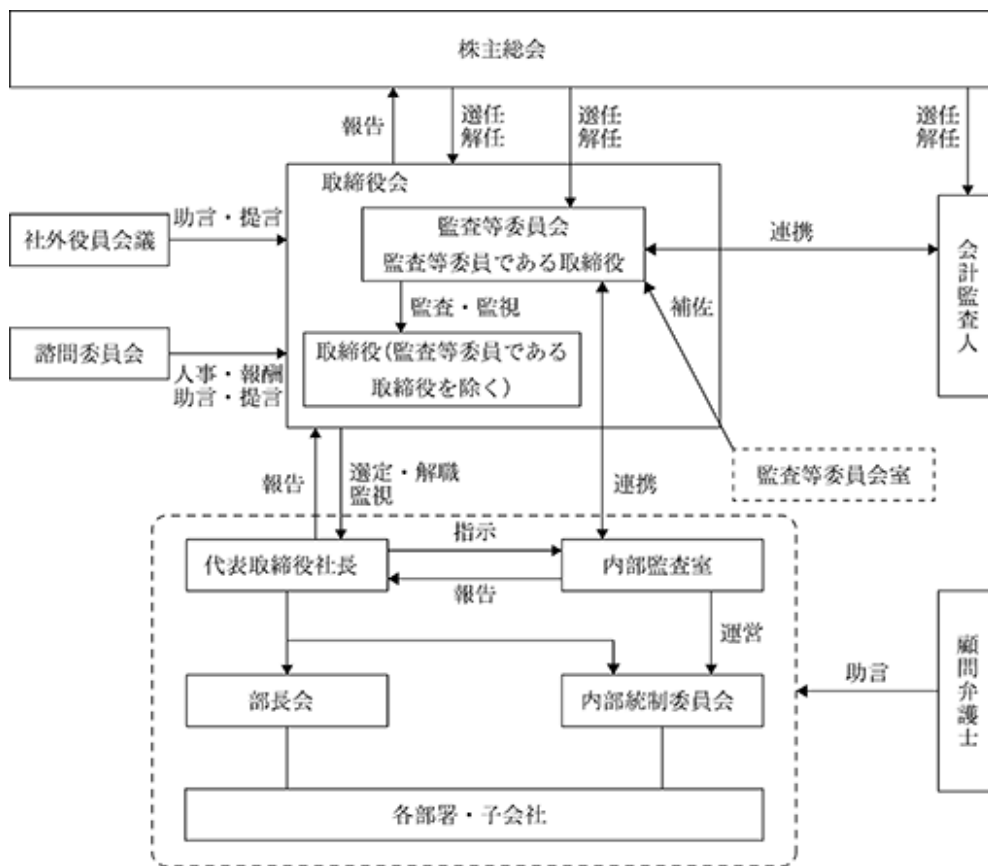 株主総会
報告
選任
解任
選任
解任
選任
解任
取締役会
社外役員会議
助言・提言
監査等委員会
監査等委員である取締役
連携
会計監査人
監査・監視
補佐
諮問委員会
人事・報酬
助言・提言
取締役(監査等委員である
取締役を除く)
報告
選定・解職
監視
連携
監査等委員会室
代表取締役社長
指示
報告
内部監査室
運営
部長会
内部統制委員会
助言
顧問弁護士
各部署・子会社